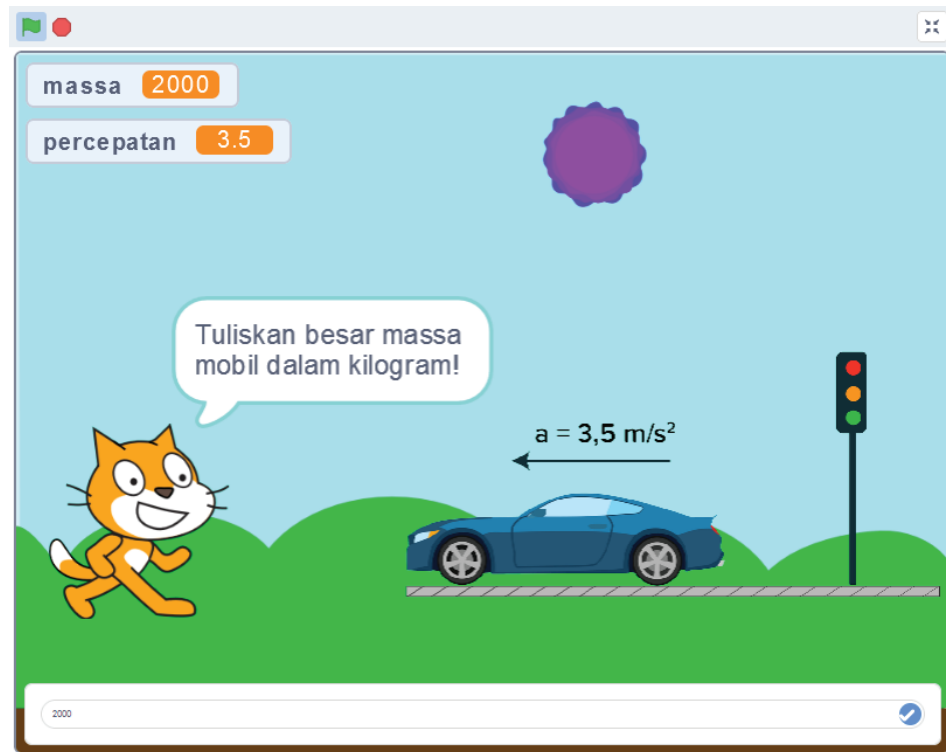 massa 2000
percepatan 3.5
Tuliskan besar massa
mobil dalam kilogram!
a = 3,5 m/s²
2000